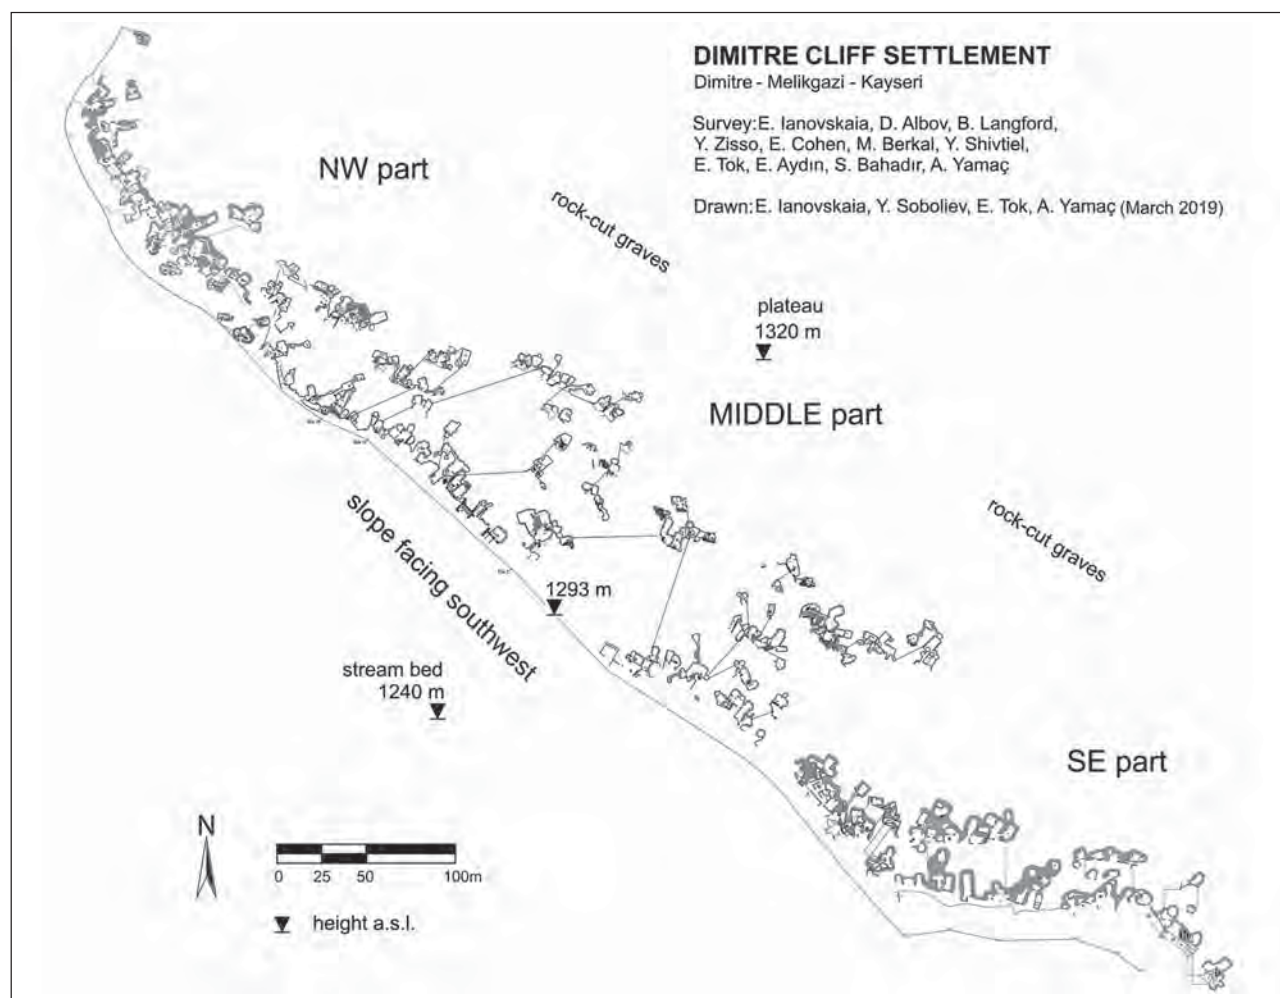 DIMITRE CLIFF SETTLEMENT
Dimitre - Melikgazi - Kayseri
Survey:E. Ianovskaia, D. Albov, B. Langford,
Y. Zisso, E. Cohen, M. Berkal, Y. Shivtiel,
E. Tok, E. Aydın, S. Bahadır, A. Yamaç
Drawn:E. Ianovskaia, Y. Soboliev, E. Tok, A. Yamaç (March 2019)
NW part
rock-cut graves
plateau
1320 m
MIDDLE part
rock-cut graves
slope facing southwest
1293 m
stream bed
1240 m
SE part
N
0 25 50 100m
height a.s.l.